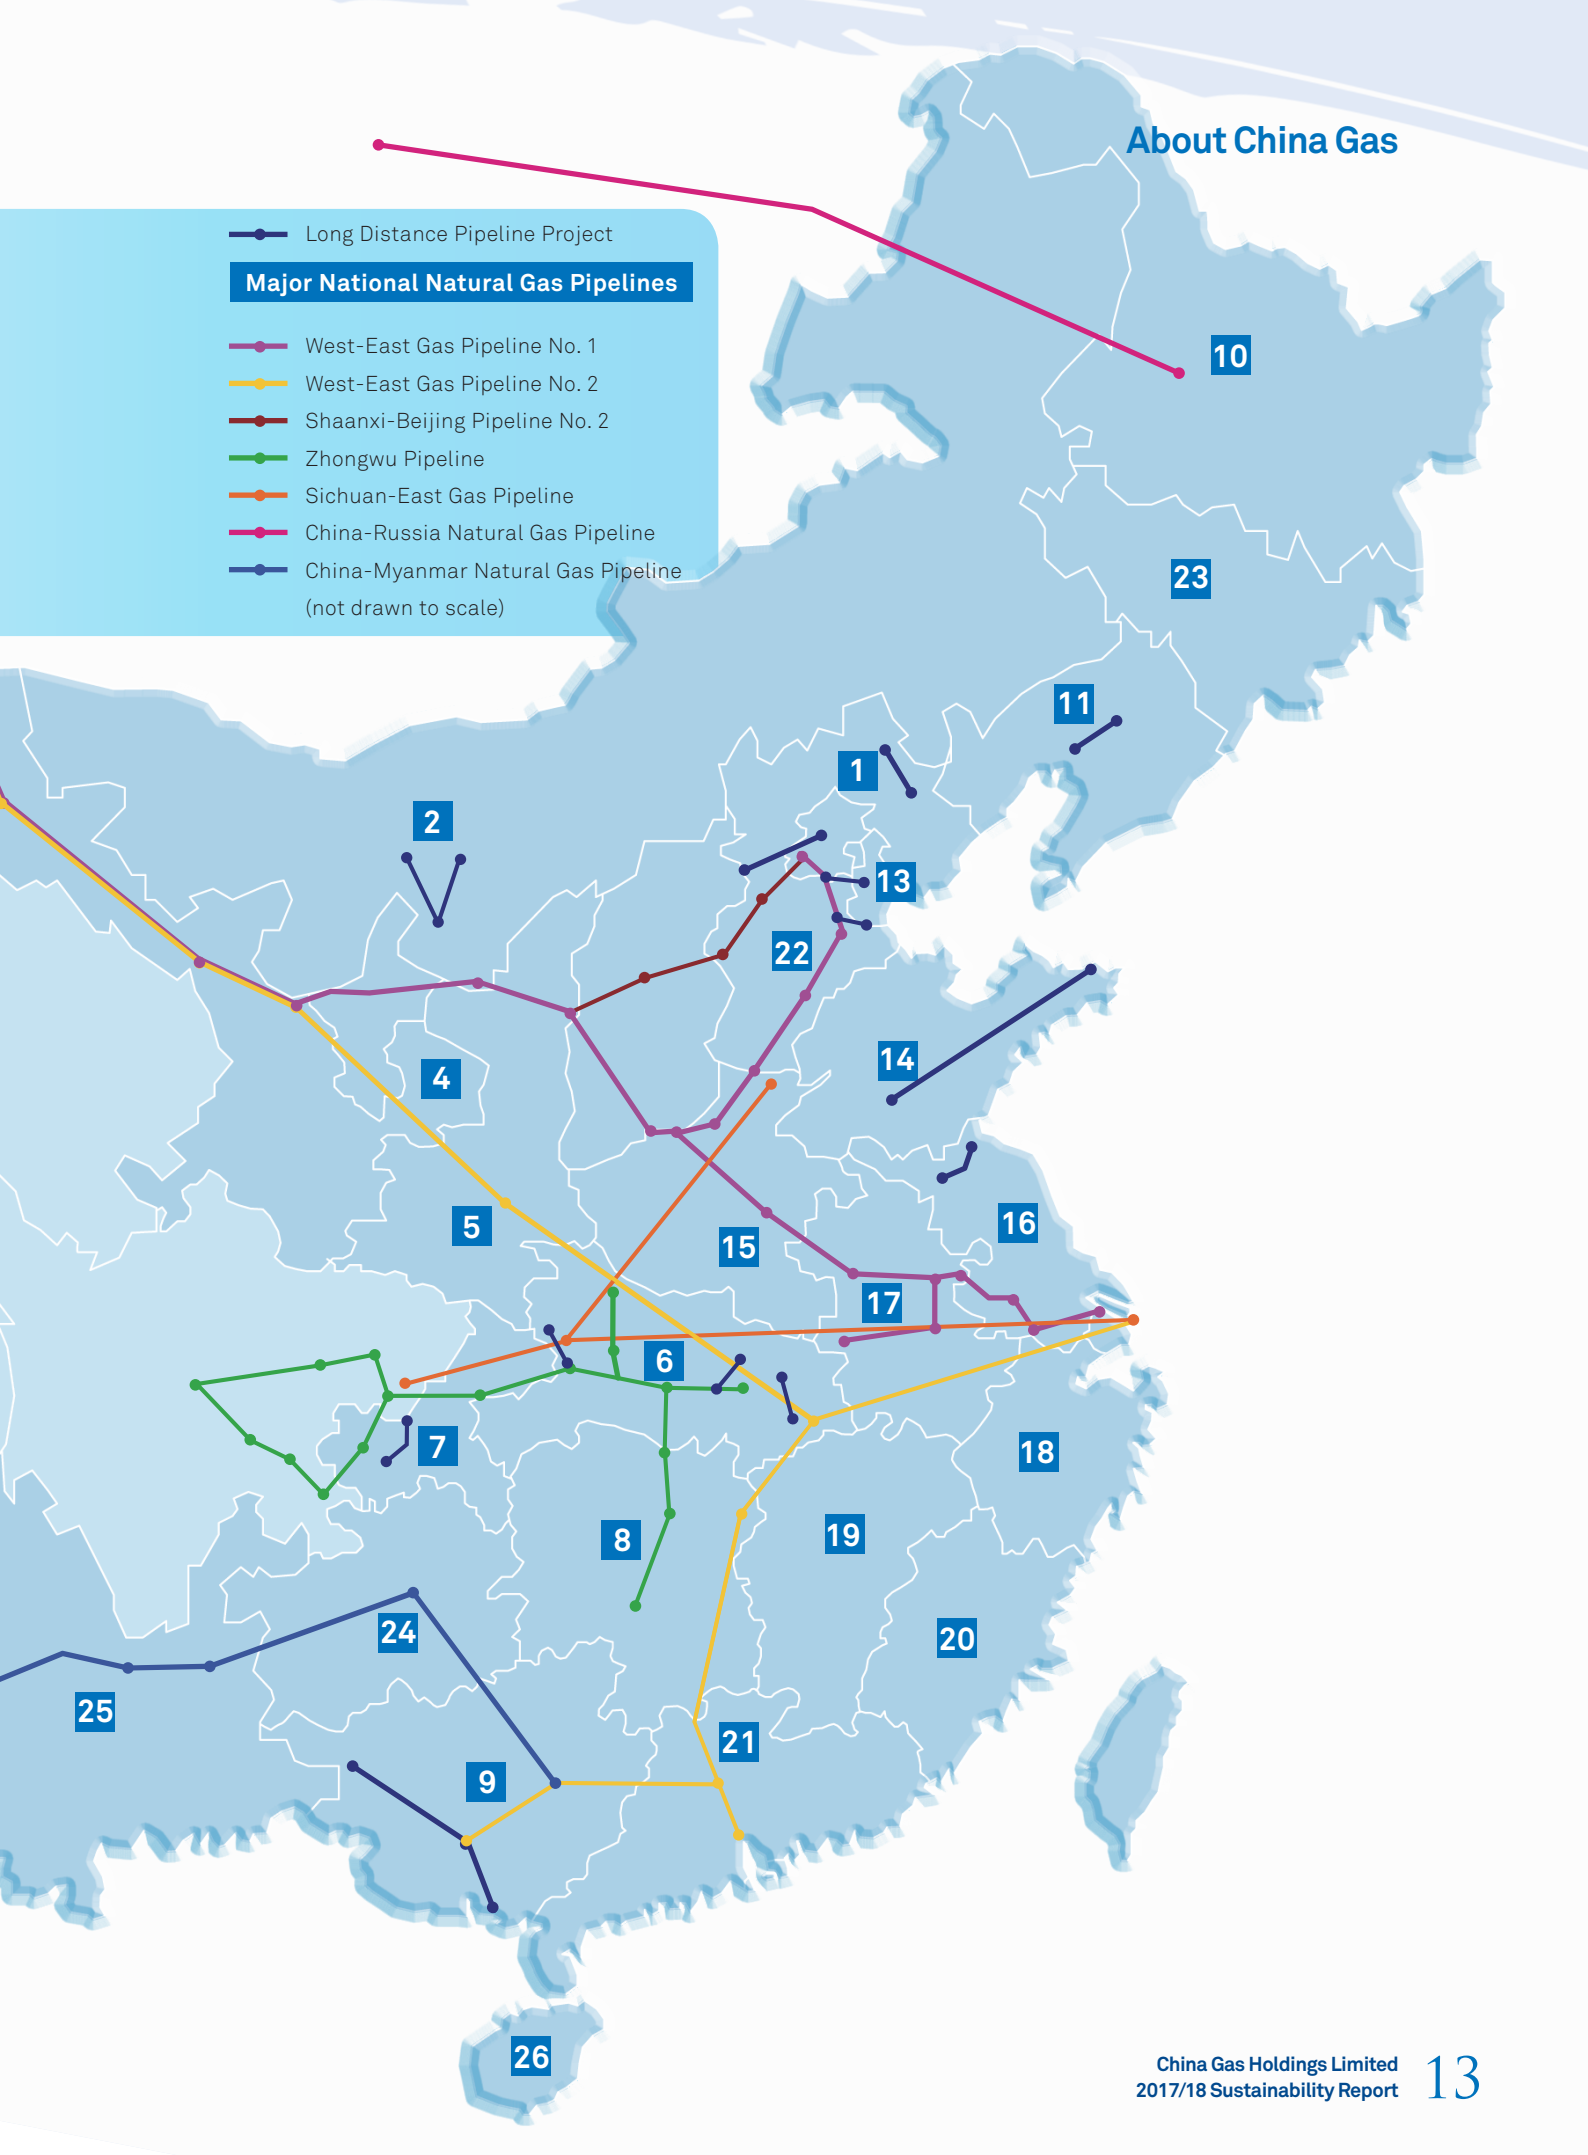 About China Gas
Long Distance Pipeline Project
Major National Natural Gas Pipelines
West-East Gas Pipeline No. 1
West-East Gas Pipeline No. 2
Shaanxi-Beijing Pipeline No. 2
Zhongwu Pipeline
Sichuan-East Gas Pipeline
China-Russia Natural Gas Pipeline
China-Myanmar Natural Gas Pipeline
(not drawn to scale)
10
23
11
1
2
13
22
14
4
16
5
15
17
6
7
18
8
19
24
20
25
21
9
26
China Gas Holdings Limited
2017/18 Sustainability Report
13